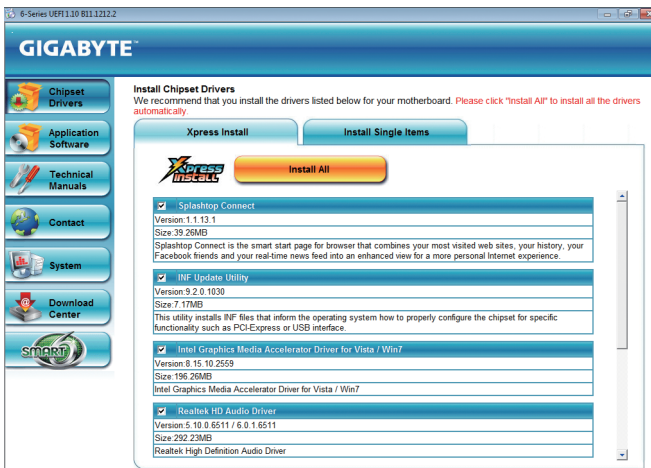 6-Series UEFI 1.10 B11.1212.2
GIGABYTE™
Chipset
Drivers
Application
Software
Technical
Manuals
Contact
System
Download
Center
SMART
Install Chipset Drivers
We recommend that you install the drivers listed below for your motherboard. Please click "Install All" to install all the drivers
automatically.
Xpress Install
Install Single Items
Xpress
Install
Install All
Splashtop Connect
Version:1.1.13.1
Size:39.26MB
Splashtop Connect is the smart start page for browser that combines your most visited web sites, your history, your
Facebook friends and your real-time news feed into an enhanced view for a more personal Internet experience.
INF Update Utility
Version:9.2.0.1030
Size:7.17MB
This utility installs INF files that inform the operating system how to properly configure the chipset for specific
functionality such as PCI-Express or USB interface.
Intel Graphics Media Accelerator Driver for Vista / Win7
Version:8.15.10.2559
Size:196.26MB
Intel Graphics Media Accelerator Driver for Vista / Win7
Realtek HD Audio Driver
Version:5.10.0.6511 / 6.0.1.6511
Size:292.23MB
Realtek High Definition Audio Driver